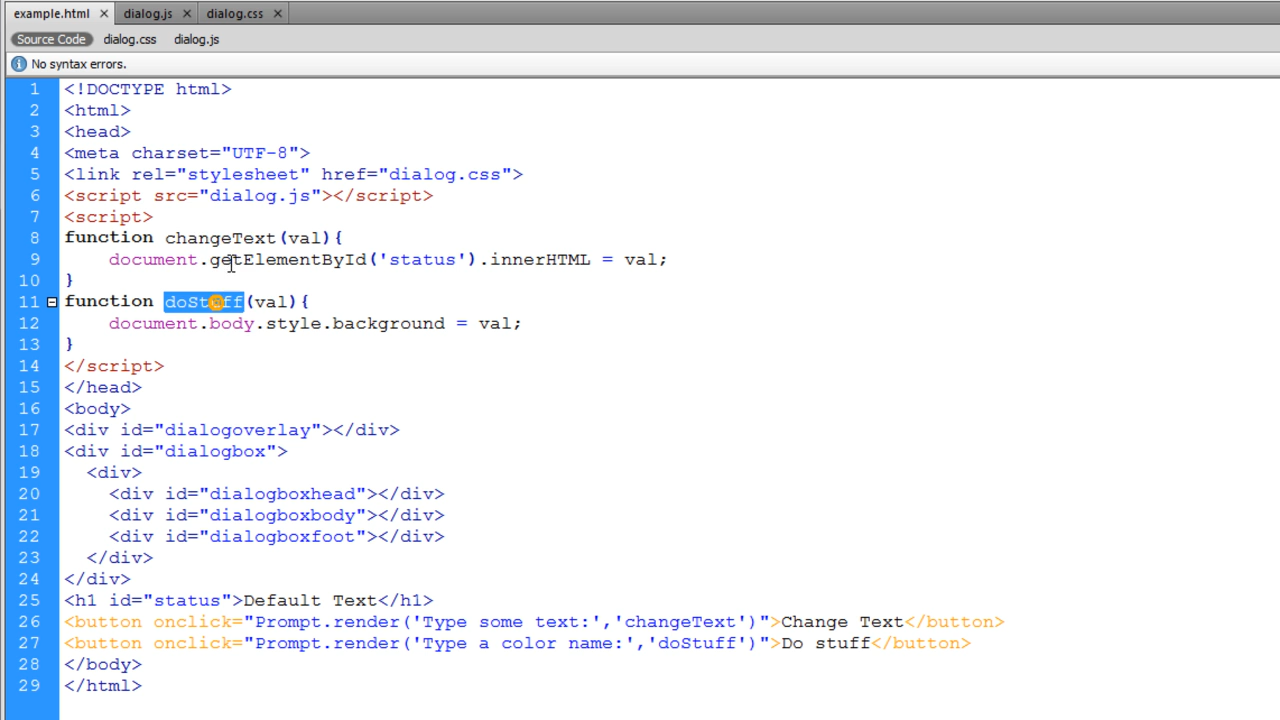 example.html × dialog.js × dialog.css ×
Source Code dialog.css dialog.js
No syntax errors.
1 <!DOCTYPE html>
2 <html>
3 <head>
4 <meta charset="UTF-8">
5 <link rel="stylesheet" href="dialog.css">
6 <script src="dialog.js"></script>
7 <script>
8 function changeText(val){
9     document.getElementById('status').innerHTML = val;
10 }
11 function doStuff(val){
12     document.body.style.background = val;
13 }
14 </script>
15 </head>
16 <body>
17 <div id="dialogoverlay"></div>
18 <div id="dialogbox">
19   <div>
20     <div id="dialogboxhead"></div>
21     <div id="dialogboxbody"></div>
22     <div id="dialogboxfoot"></div>
23   </div>
24 </div>
25 <h1 id="status">Default Text</h1>
26 <button onclick="Prompt.render('Type some text:','changeText')">Change Text</button>
27 <button onclick="Prompt.render('Type a color name:','doStuff')">Do stuff</button>
28 </body>
29 </html>